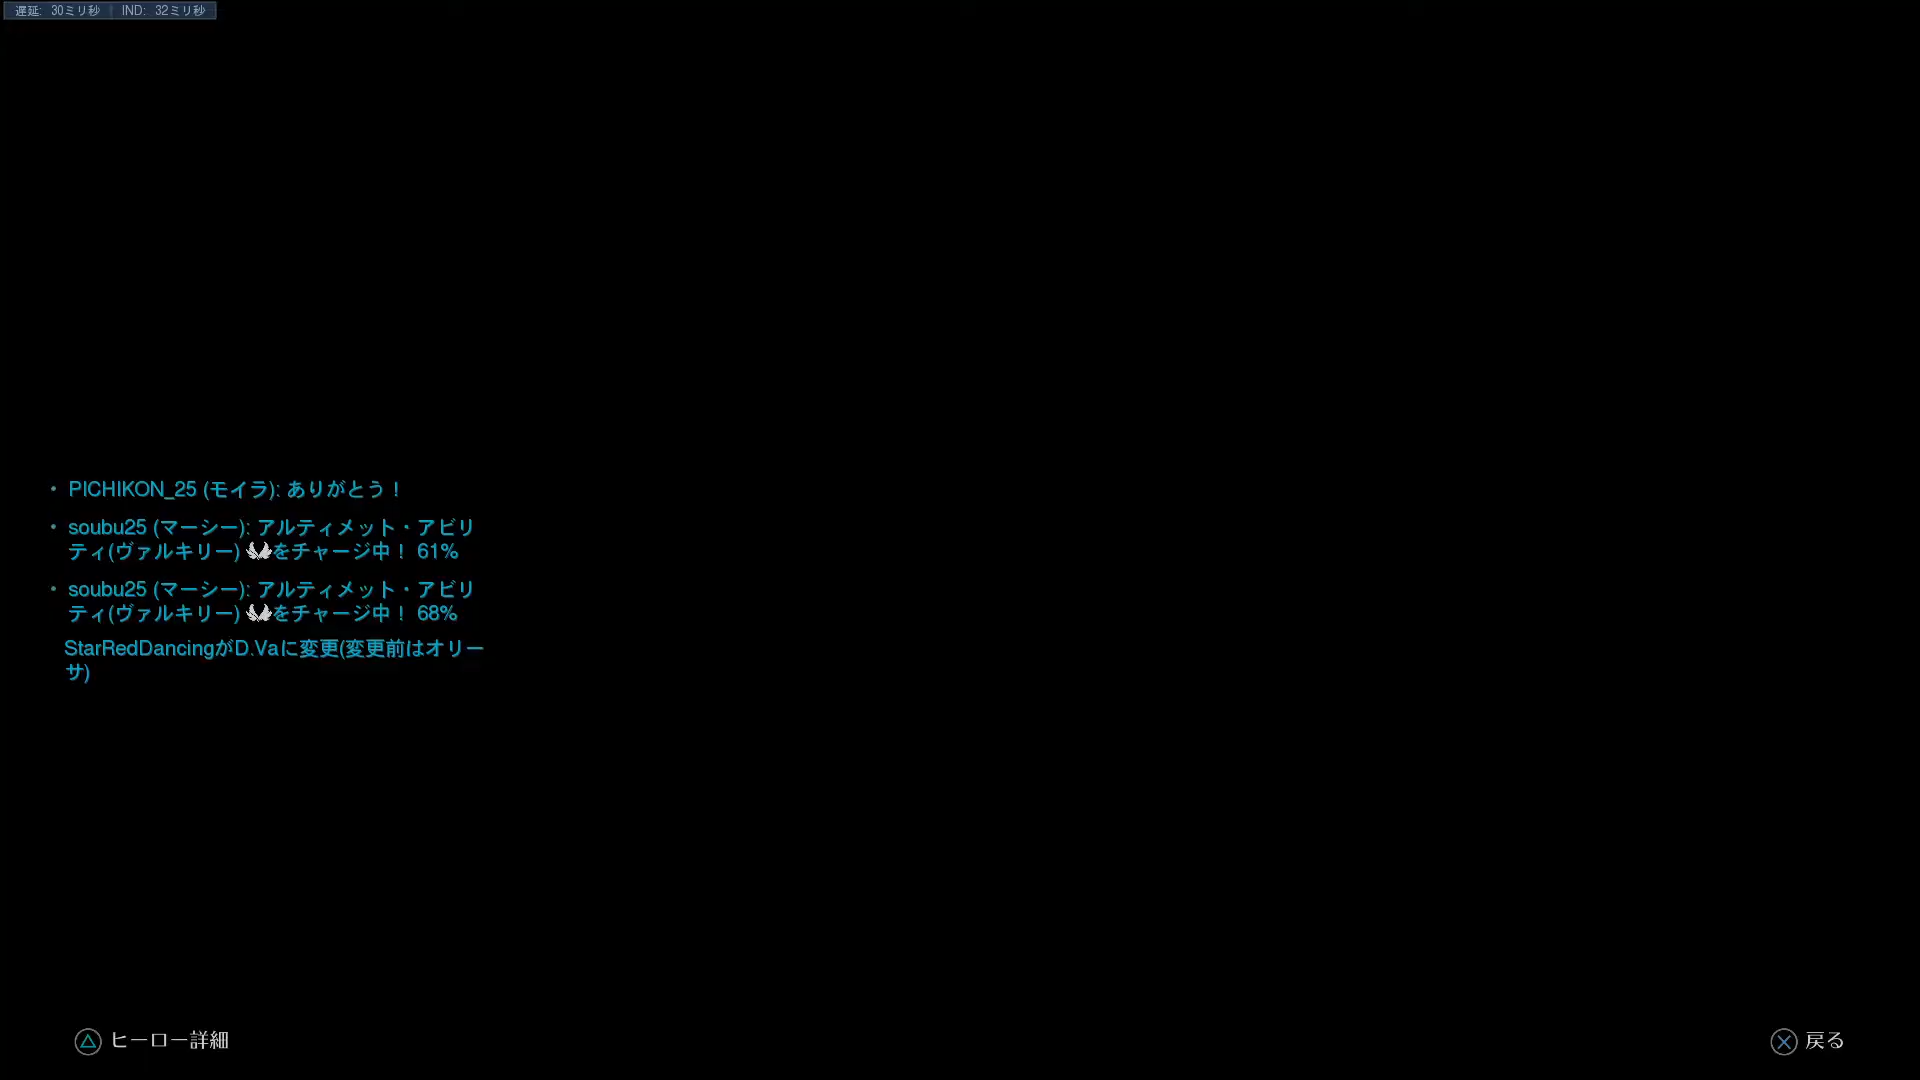 遅延: 30ミリ秒 IND: 32ミリ秒
・ PICHIKON_25 (モイラ): ありがとう！
・ soubu25 (マーシー): アルティメット・アビリ
ティ(ヴァルキリー) をチャージ中！ 61%
・ soubu25 (マーシー): アルティメット・アビリ
ティ(ヴァルキリー) をチャージ中！ 68%
StarRedDancingがD.Vaに変更(変更前はオリー
サ)
ヒーロー詳細
戻る